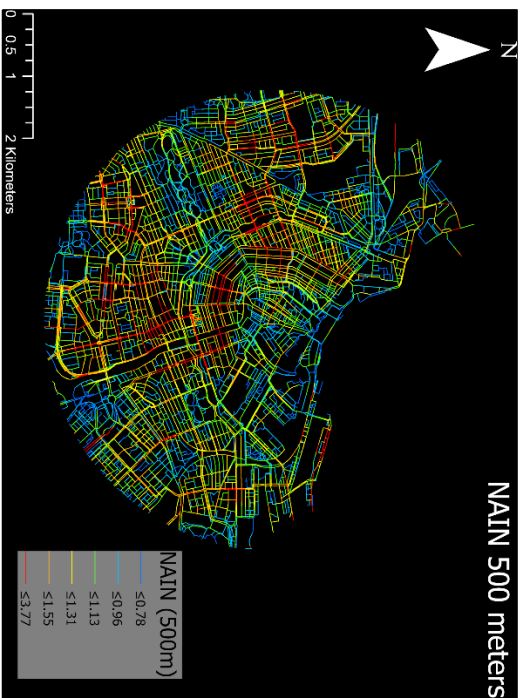 NAIN 500 meters
N
NAIN (500m)
≤0.78
≤0.96
≤1.13
≤1.31
≤1.55
≤3.77
0 0.5 1 2 Kilometers